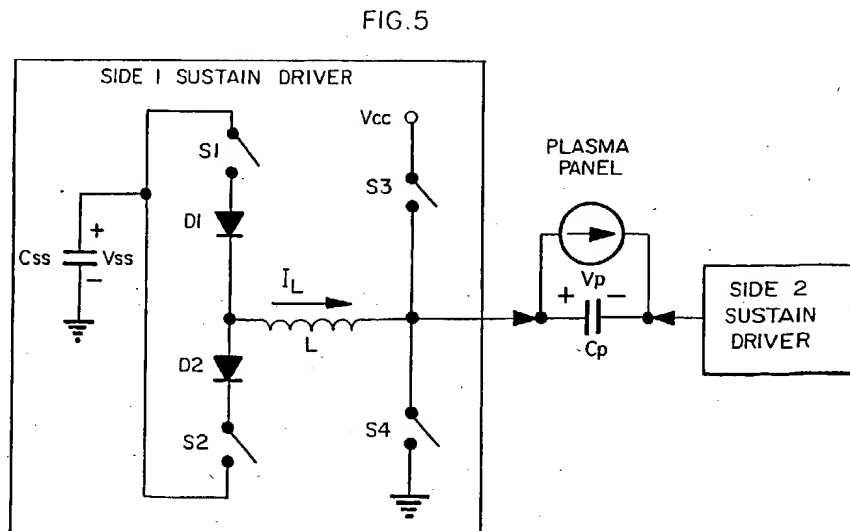 FIG.5
SIDE 1 SUSTAIN DRIVER
S1
Vcc
PLASMA
PANEL
S3
D1
+
Css
Vss
-
IL
Vp
+
-
L
Cp
SIDE 2
SUSTAIN
DRIVER
D2
S2
S4